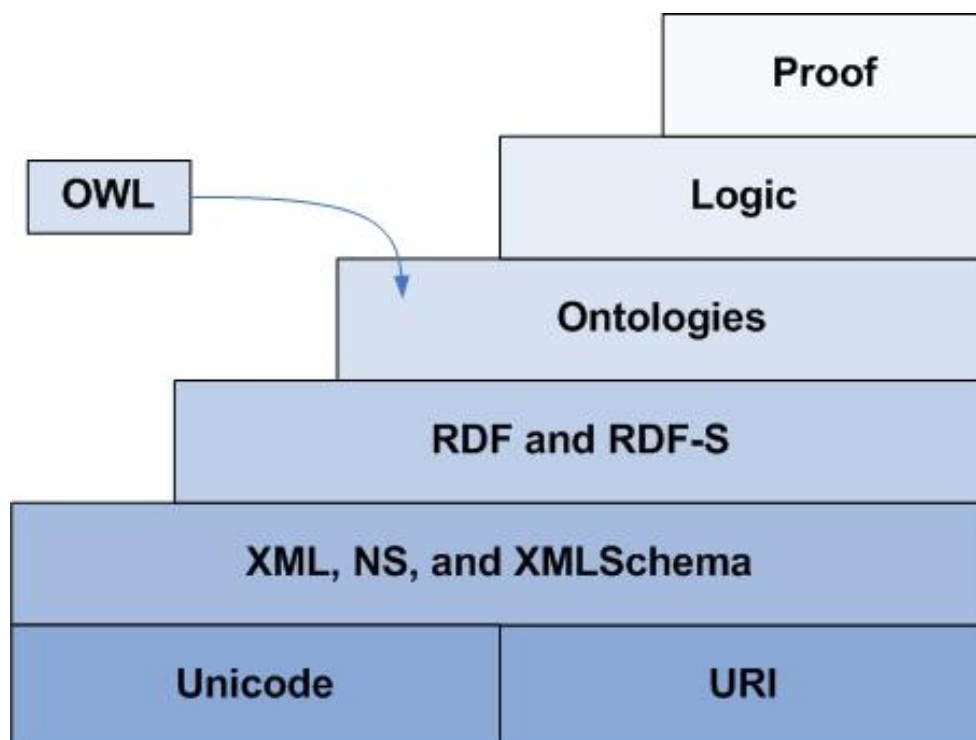 Proof
Logic
OWL
Ontologies
RDF and RDF-S
XML, NS, and XMLSchema
Unicode
URI